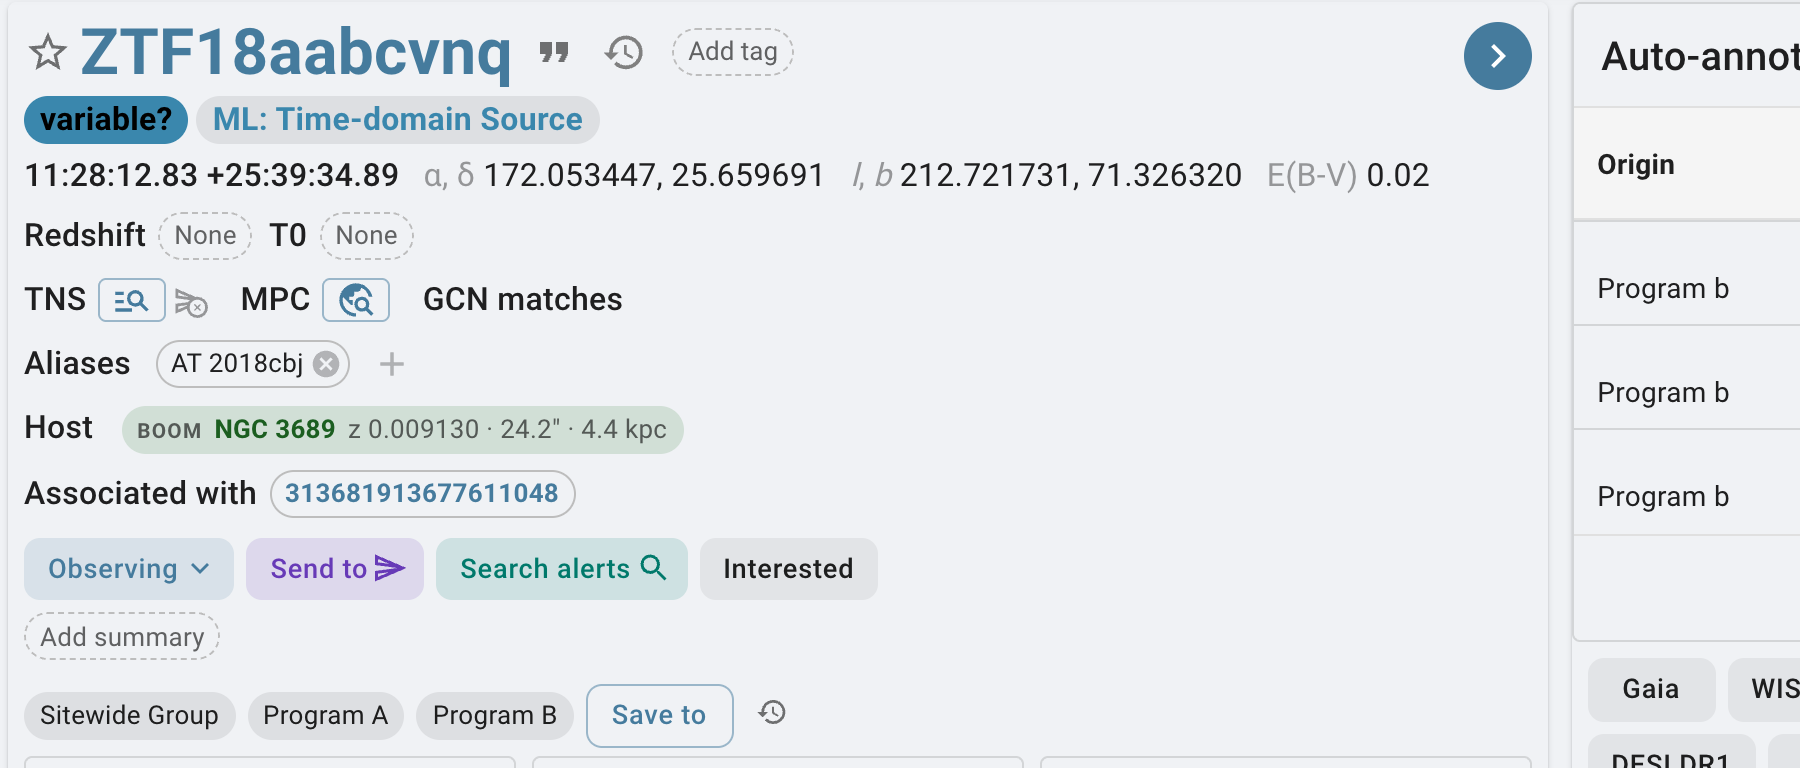 ZTF18aabcvnq Add tag
variable? ML: Time-domain Source
11:28:12.83 +25:39:34.89 α, δ 172.053447, 25.659691 l, b 212.721731, 71.326320 E(B-V) 0.02
Redshift None T0 None
TNS MPC GCN matches
Aliases AT 2018cbj
Host BOOM NGC 3689 z 0.009130 · 24.2" · 4.4 kpc
Associated with 313681913677611048
Observing Send to Search alerts Interested
Add summary
Sitewide Group Program A Program B Save to
Auto-annot
Origin
Program b
Program b
Program b
Gaia WIS
DESI DR1